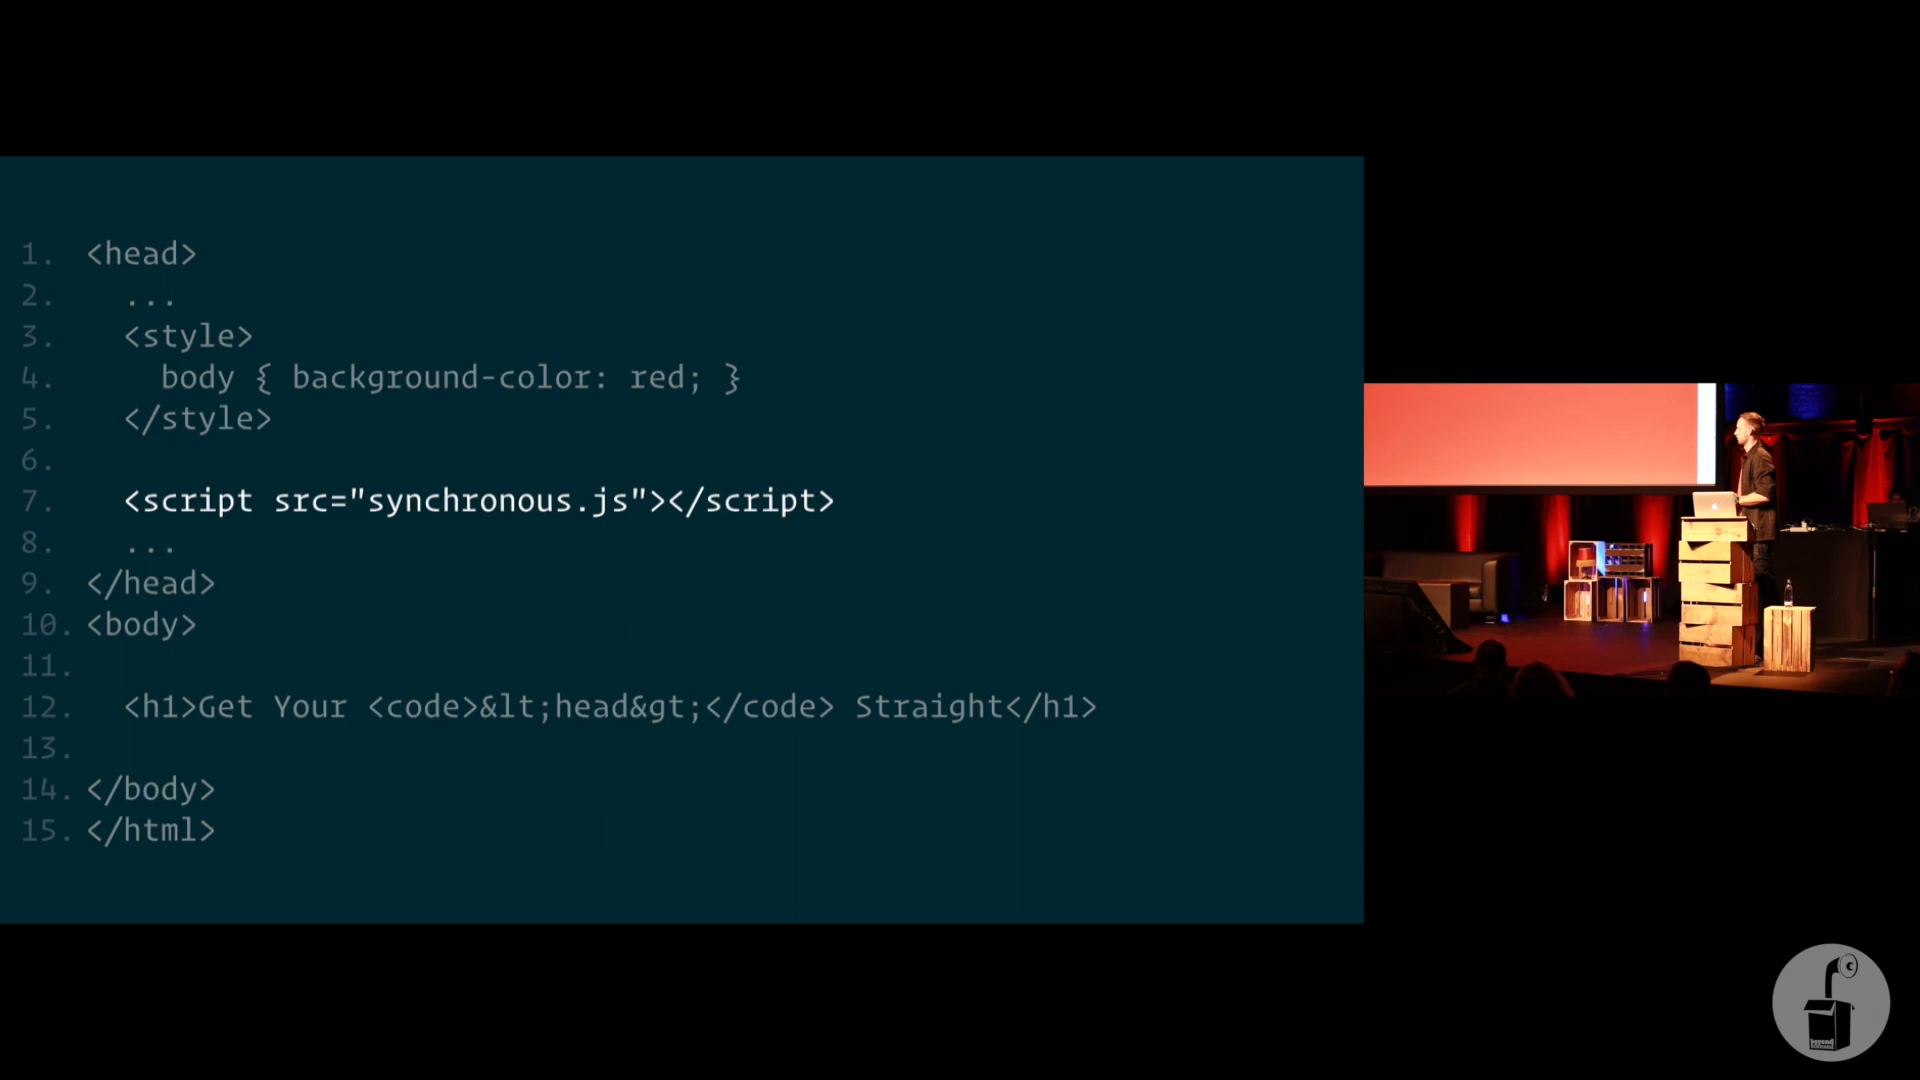 1. <head>
2. ...
3. <style>
4. body { background-color: red; }
5. </style>
6.
7. <script src="synchronous.js"></script>
8. ...
9. </head>
10. <body>
11.
12. <h1>Get Your <code>&lt;head&gt;</code> Straight</h1>
13.
14. </body>
15. </html>
beyond
tellerrand